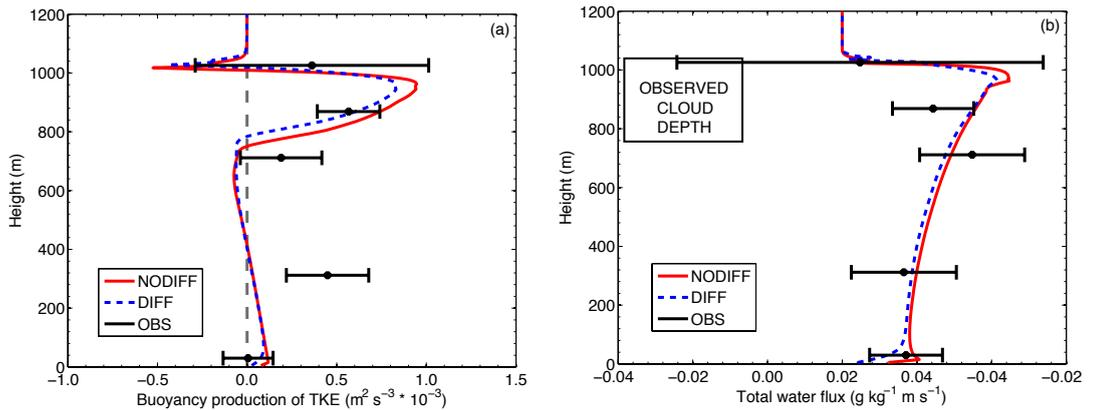 (a)
1200
1000
800
600
400
200
0
Height (m)
NODIFF
DIFF
OBS
−1.0
−0.5
0.0
0.5
1.0
1.5
Buoyancy production of TKE (m² s⁻³ * 10⁻³)
(b)
1200
1000
800
600
400
200
0
Height (m)
OBSERVED
CLOUD
DEPTH
NODIFF
DIFF
OBS
−0.04
−0.02
0.00
0.02
0.04
−0.04
−0.02
Total water flux (g kg⁻¹ m s⁻¹)